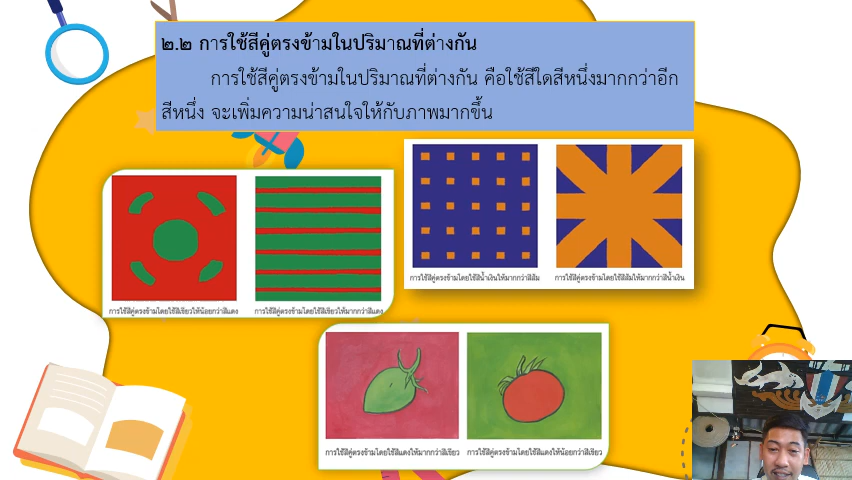 ๒.๒ การใช้สีคู่ตรงข้ามในปริมาณที่ต่างกัน
การใช้สีคู่ตรงข้ามในปริมาณที่ต่างกัน คือใช้สีใดสีหนึ่งมากกว่าอีก
สีหนึ่ง จะเพิ่มความน่าสนใจให้กับภาพมากขึ้น
การใช้สีคู่ตรงข้ามโดยใช้สีน้ำเงินให้มากกว่าสีส้ม
การใช้สีคู่ตรงข้ามโดยใช้สีส้มให้มากกว่าสีน้ำเงิน
การใช้สีคู่ตรงข้ามโดยใช้สีเขียวให้น้อยกว่าสีแดง
การใช้สีคู่ตรงข้ามโดยใช้สีเขียวให้มากกว่าสีแดง
การใช้สีคู่ตรงข้ามโดยใช้สีแดงให้มากกว่าสีเขียว
การใช้สีคู่ตรงข้ามโดยใช้สีแดงให้น้อยกว่าสีเขียว